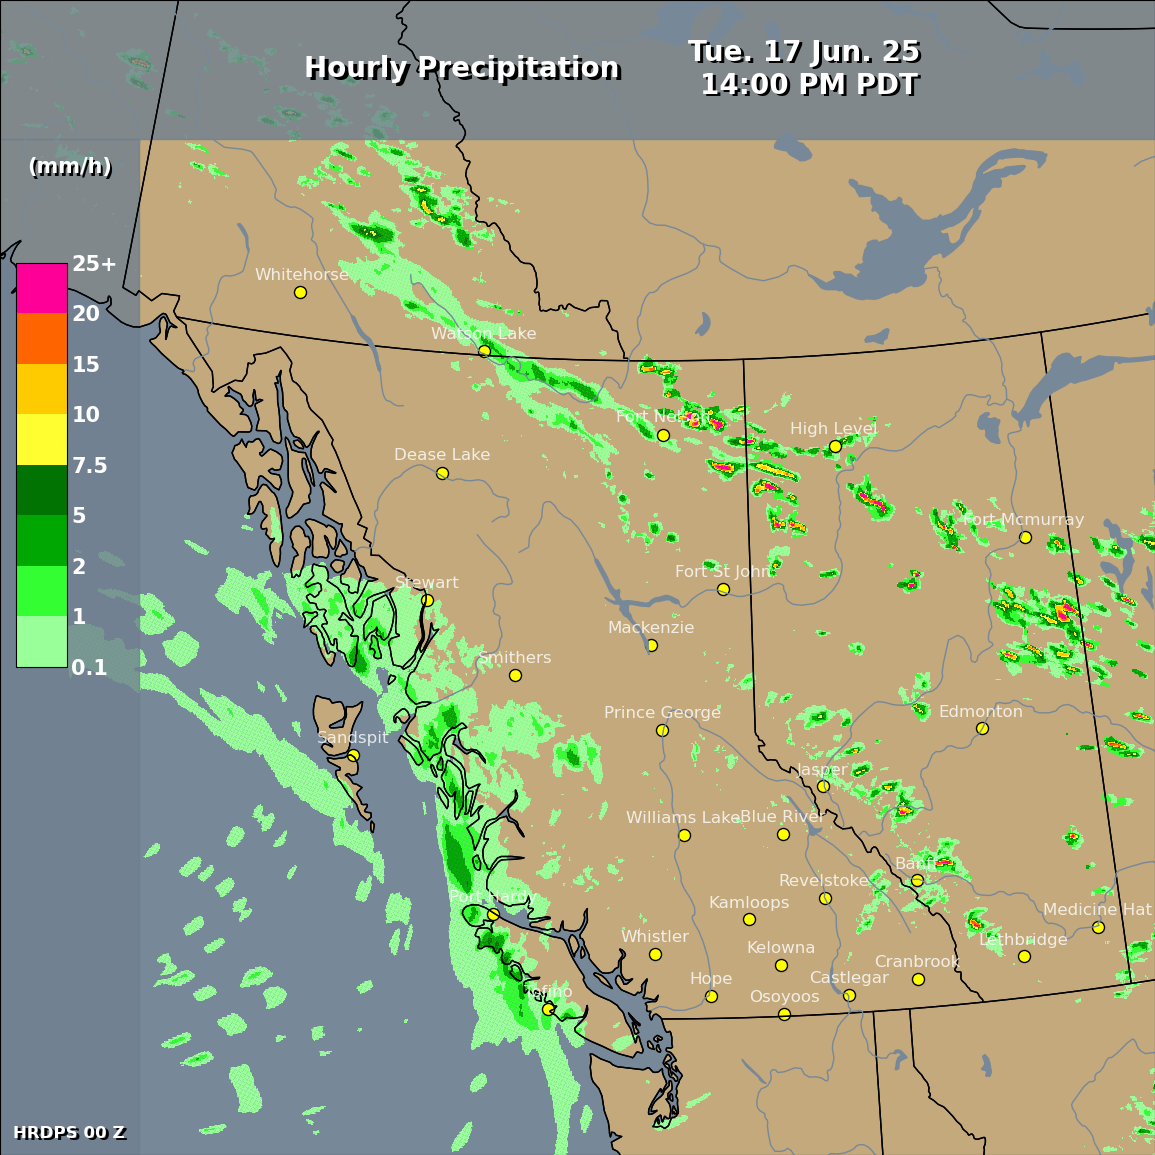 Tue. 17 Jun. 25
Hourly Precipitation
14:00 PM PDT
(mm/h)
25+
20
15
10
7.5
5
2
1
0.1
Whitehorse
Watson Lake
Fort Nelson
High Level
Dease Lake
Fort Mcmurray
Fort St John
Stewart
Mackenzie
Smithers
Prince George
Edmonton
Sandspit
Jasper
Williams Lake
Blue River
Banff
Revelstoke
Port Hardy
Kamloops
Medicine Hat
Whistler
Kelowna
Lethbridge
Cranbrook
Hope
Castlegar
Tofino
Osoyoos
HRDPS 00 Z